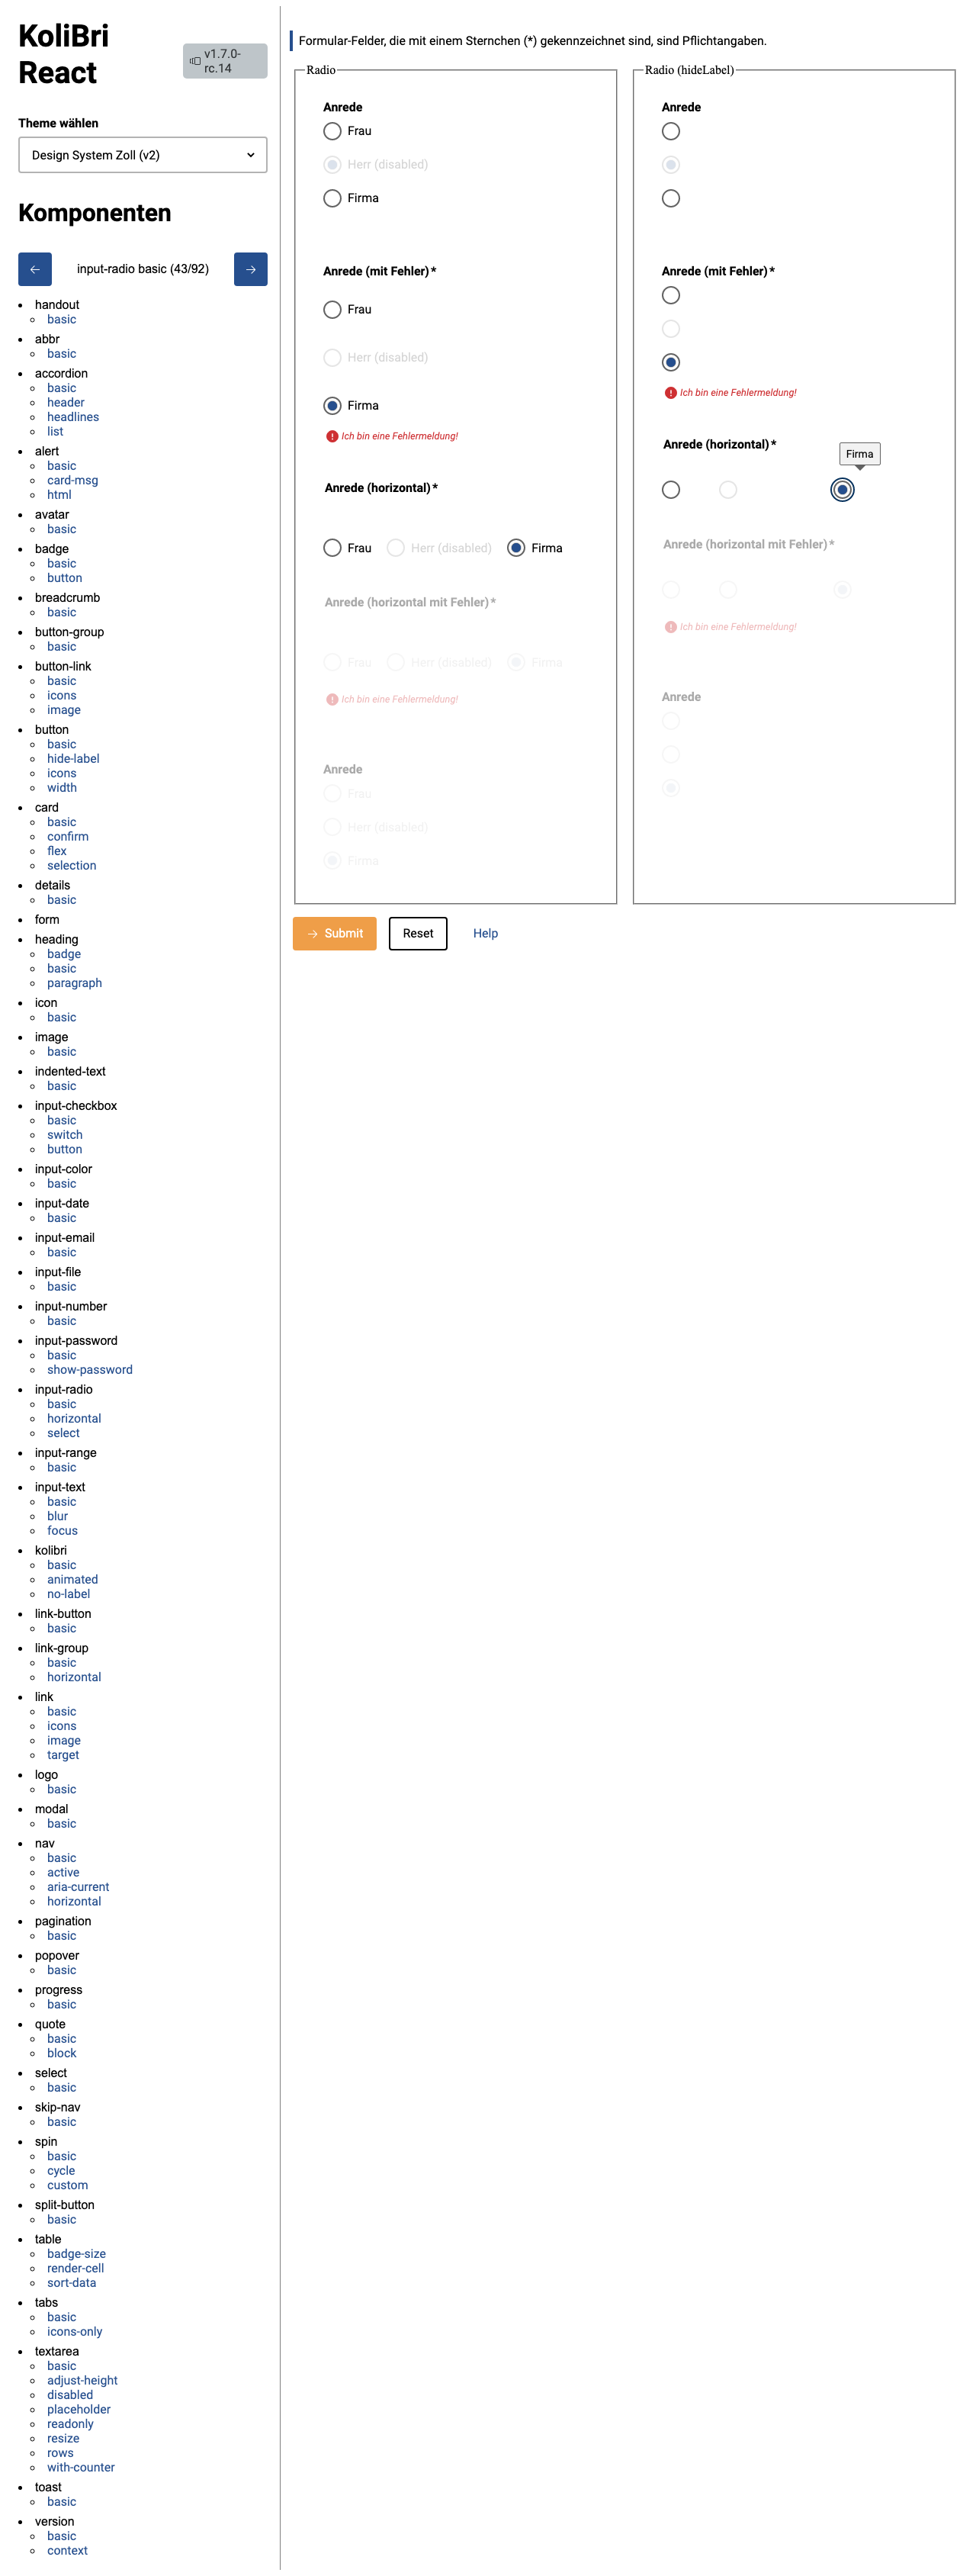 KoliBri
React
v1.7.0-
rc.14
Theme wählen
Design System Zoll (v2)
Komponenten
← input-radio basic (43/92) →
handout
basic
abbr
basic
accordion
basic
header
headlines
list
alert
basic
card-msg
html
avatar
basic
badge
basic
button
breadcrumb
basic
button-group
basic
button-link
basic
icons
image
button
basic
hide-label
icons
width
card
basic
confirm
flex
selection
details
basic
form
heading
badge
basic
paragraph
icon
basic
image
basic
indented-text
basic
input-checkbox
basic
switch
button
input-color
basic
input-date
basic
input-email
basic
input-file
basic
input-number
basic
input-password
basic
show-password
input-radio
basic
horizontal
select
input-range
basic
input-text
basic
blur
focus
kolibri
basic
animated
no-label
link-button
basic
link-group
basic
horizontal
link
basic
icons
image
target
logo
basic
modal
basic
nav
basic
active
aria-current
horizontal
pagination
basic
popover
basic
progress
basic
quote
basic
block
select
basic
skip-nav
basic
spin
basic
cycle
custom
split-button
basic
table
badge-size
render-cell
sort-data
tabs
basic
icons-only
textarea
basic
adjust-height
disabled
placeholder
readonly
resize
rows
with-counter
toast
basic
version
basic
context
Formular-Felder, die mit einem Sternchen (*) gekennzeichnet sind, sind Pflichtangaben.
Radio
Anrede
Frau
Herr (disabled)
Firma
Anrede (mit Fehler)*
Frau
Herr (disabled)
Firma
Ich bin eine Fehlermeldung!
Anrede (horizontal)*
Frau Herr (disabled) Firma
Anrede (horizontal mit Fehler)*
Frau Herr (disabled) Firma
Ich bin eine Fehlermeldung!
Anrede
Frau
Herr (disabled)
Firma
Radio (hideLabel)
Anrede
Anrede (mit Fehler)*
Ich bin eine Fehlermeldung!
Anrede (horizontal)*
Firma
Anrede (horizontal mit Fehler)*
Ich bin eine Fehlermeldung!
Anrede
→ Submit Reset Help